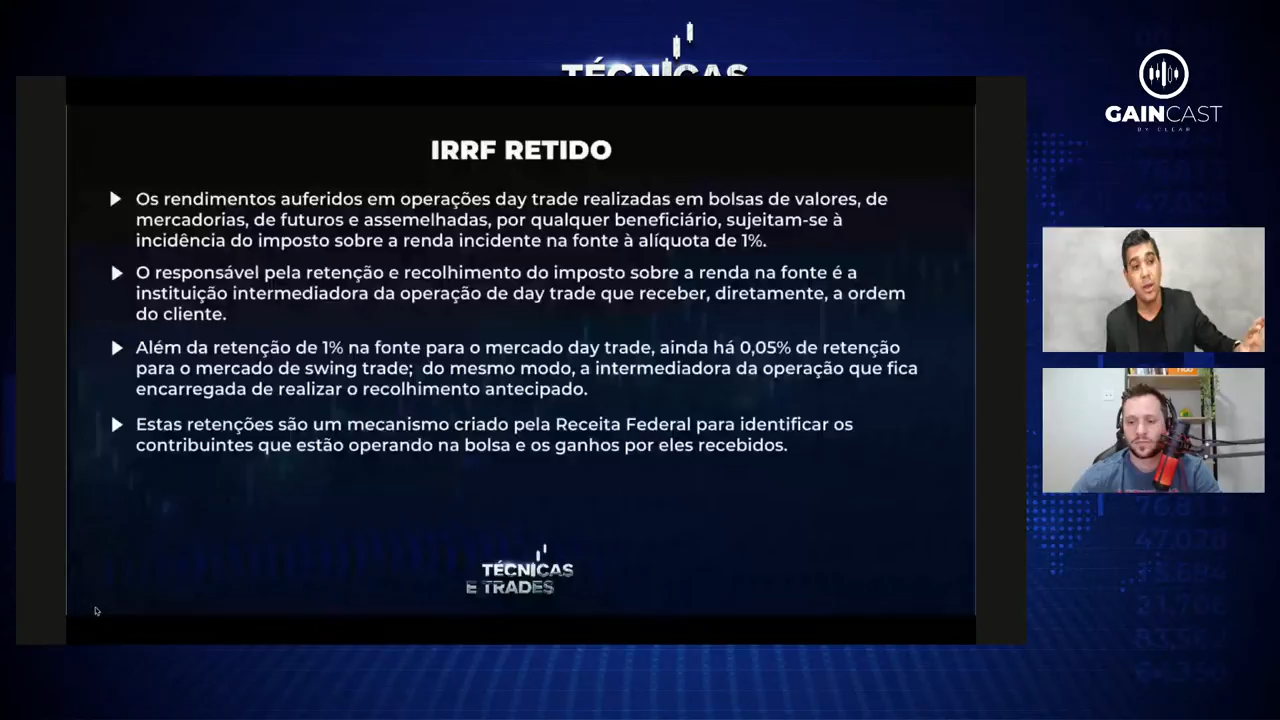 TÉCNICAS
GAINCAST
BY CLEAR
IRRF RETIDO
Os rendimentos auferidos em operações day trade realizadas em bolsas de valores, de
mercadorias, de futuros e assemelhadas, por qualquer beneficiário, sujeitam-se à
incidência do imposto sobre a renda incidente na fonte à alíquota de 1%.
O responsável pela retenção e recolhimento do imposto sobre a renda na fonte é a
instituição intermediadora da operação de day trade que receber, diretamente, a ordem
do cliente.
Além da retenção de 1% na fonte para o mercado day trade, ainda há 0,05% de retenção
para o mercado de swing trade; do mesmo modo, a intermediadora da operação que fica
encarregada de realizar o recolhimento antecipado.
Estas retenções são um mecanismo criado pela Receita Federal para identificar os
contribuintes que estão operando na bolsa e os ganhos por eles recebidos.
TÉCNICAS
E TRADES
47,028